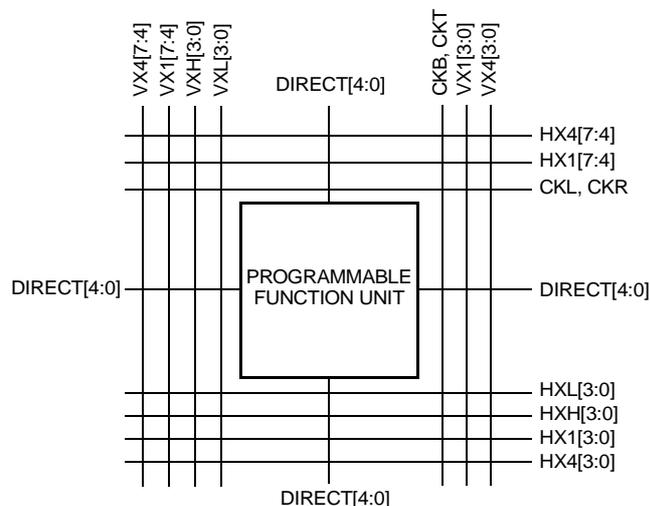 VX4[7:4]
VX1[7:4]
VXH[3:0]
VXL[3:0]
DIRECT[4:0]
CKB, CKT
VX1[3:0]
VX4[3:0]
HX4[7:4]
HX1[7:4]
CKL, CKR
DIRECT[4:0]
PROGRAMMABLE
FUNCTION UNIT
DIRECT[4:0]
HXL[3:0]
HXH[3:0]
HX1[3:0]
HX4[3:0]
DIRECT[4:0]